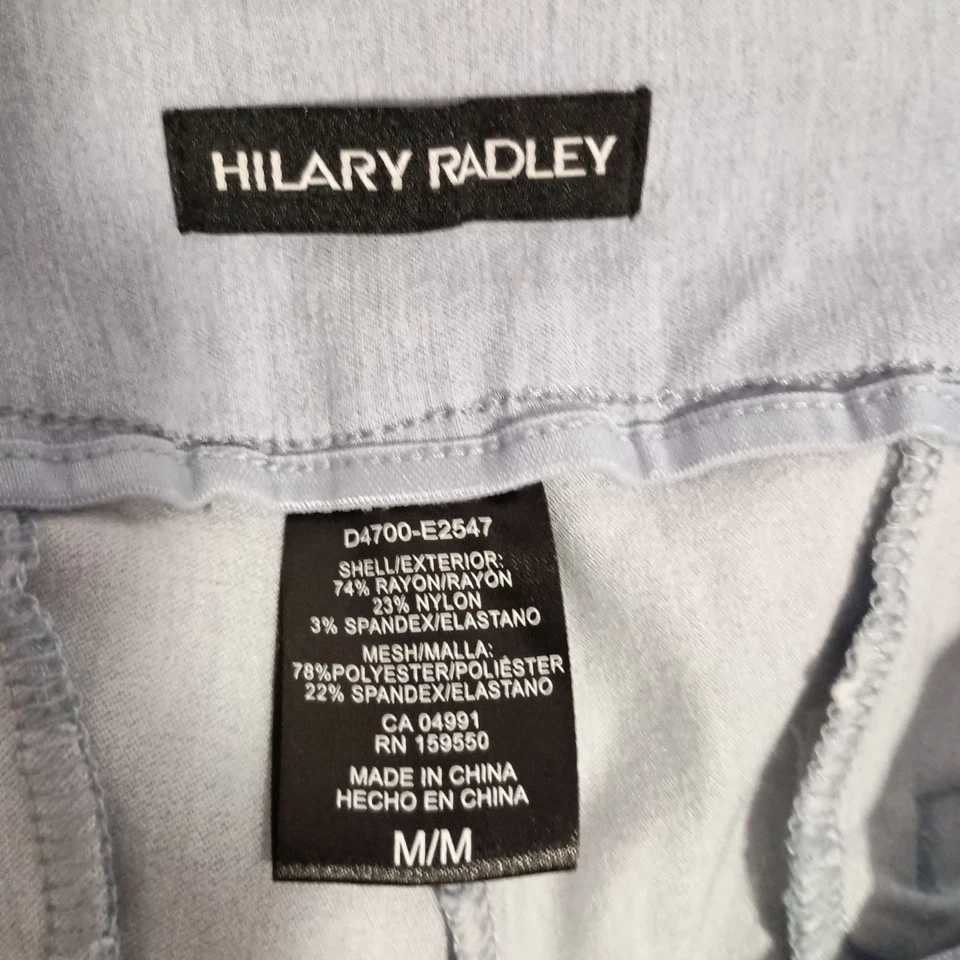 HILARY RADLEY
D4700-E2547
SHELL/EXTERIOR:
74% RAYON/RAYÓN
23% NYLON
3% SPANDEX/ELASTANO
MESH/MALLA:
78%POLYESTER/POLIÉSTER
22% SPANDEX/ELASTANO
CA 04991
RN 159550
MADE IN CHINA
HECHO EN CHINA
M/M